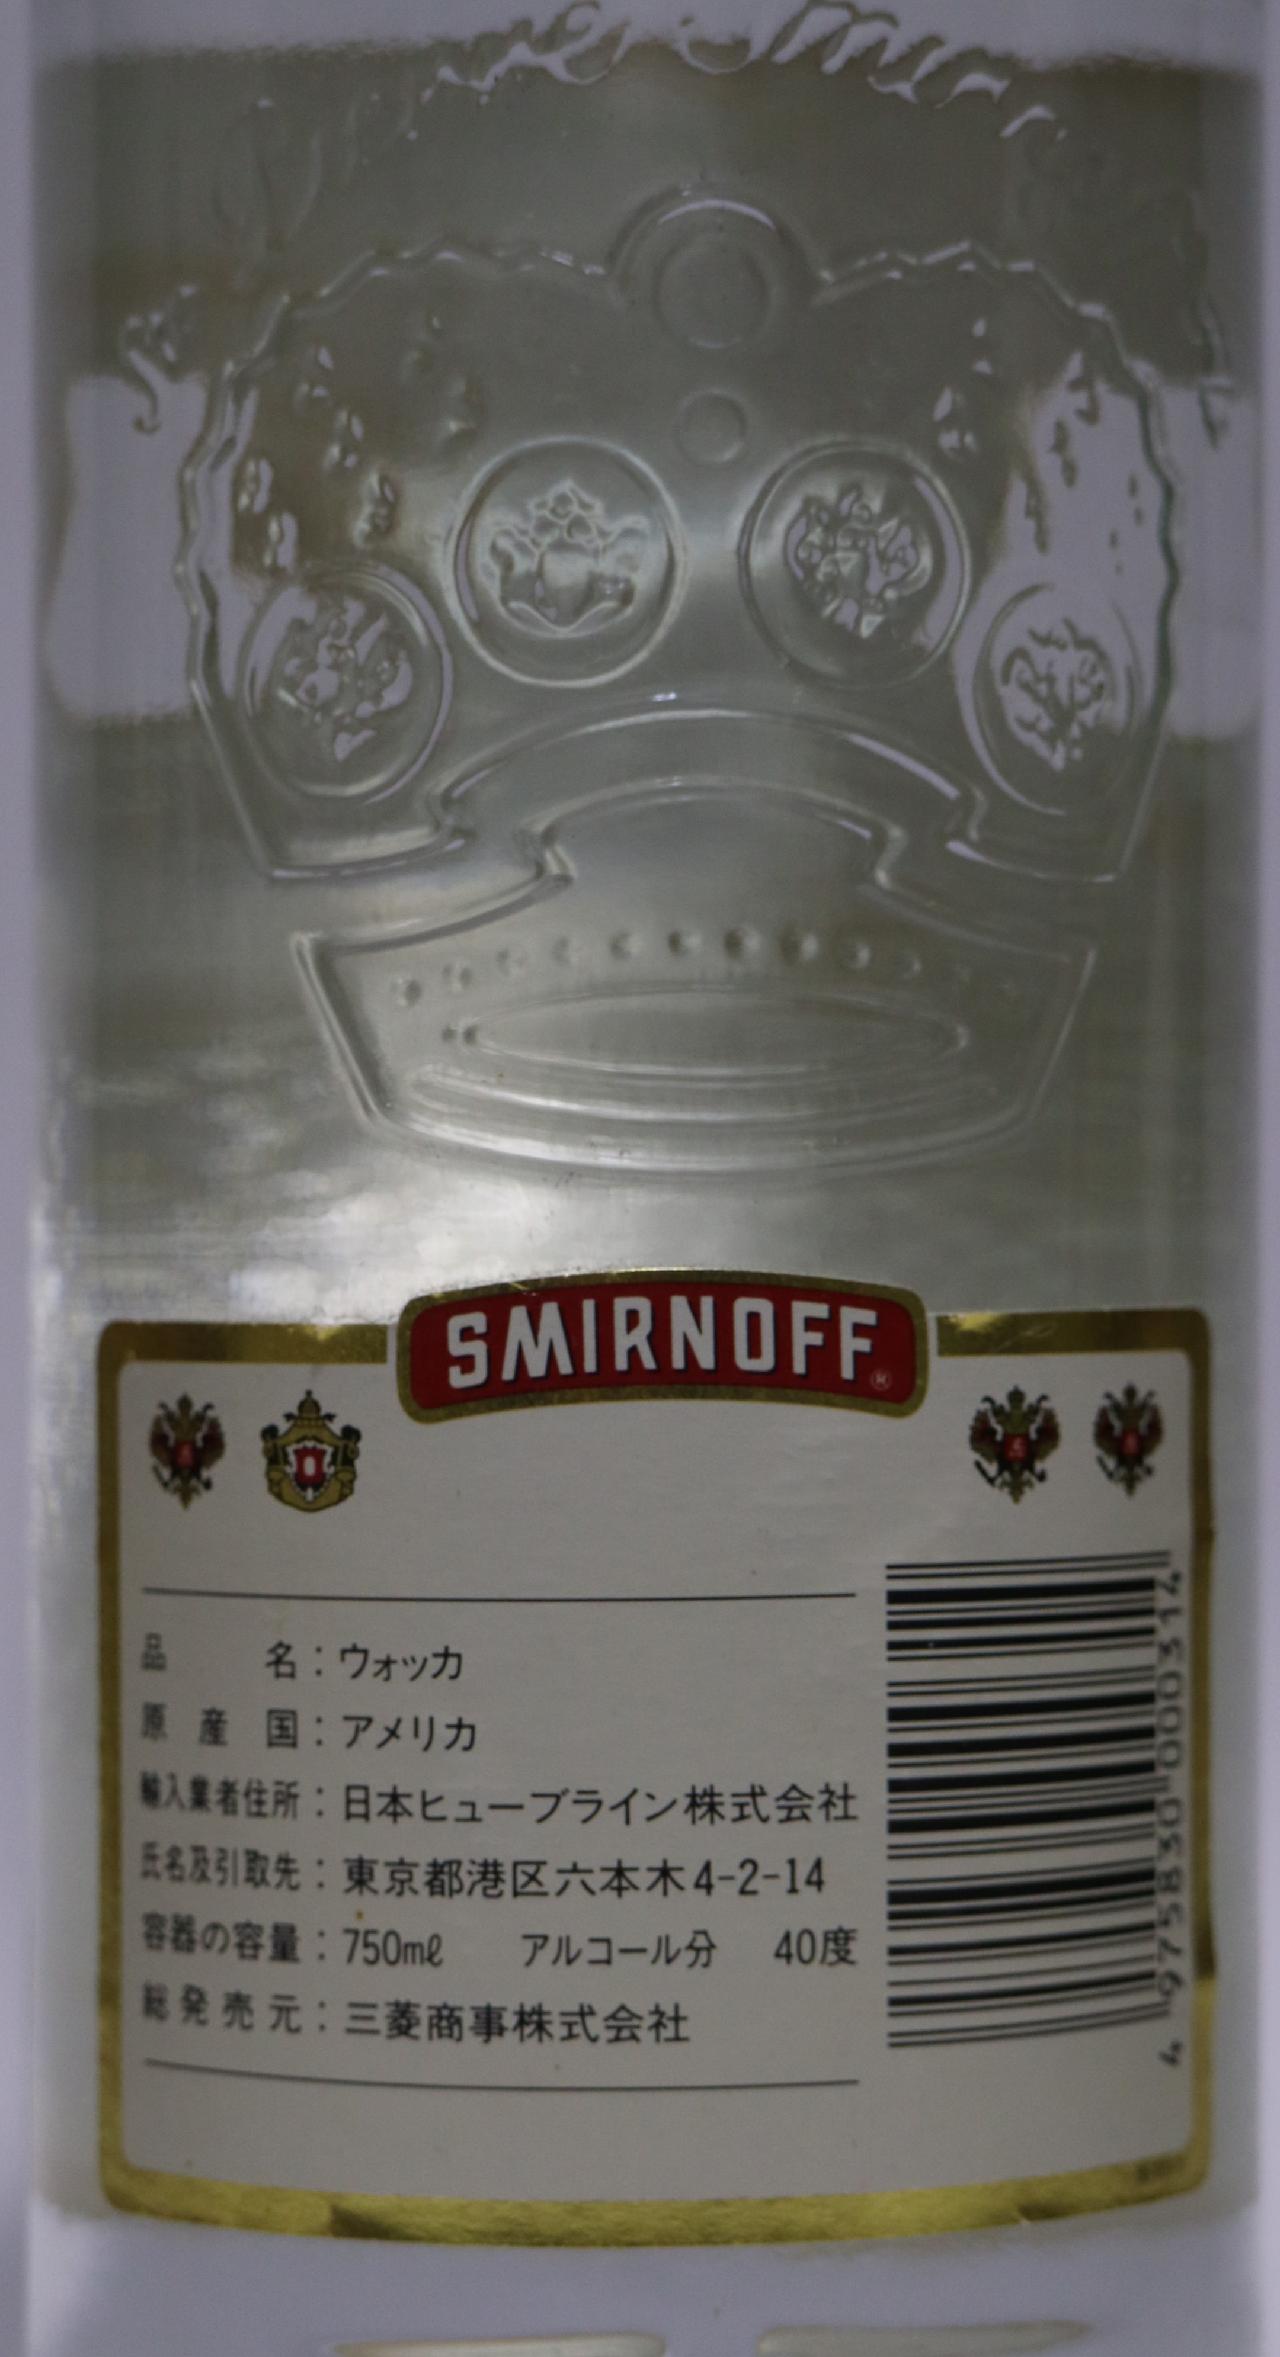 SMIRNOFF®
品名：ウォッカ
原産国：アメリカ
輸入業者住所：日本ヒューブライン株式会社
氏名及引取先：東京都港区六本木4-2-14
容器の容量：750mℓ アルコール分 40度
総発売元：三菱商事株式会社
4 975830 000314